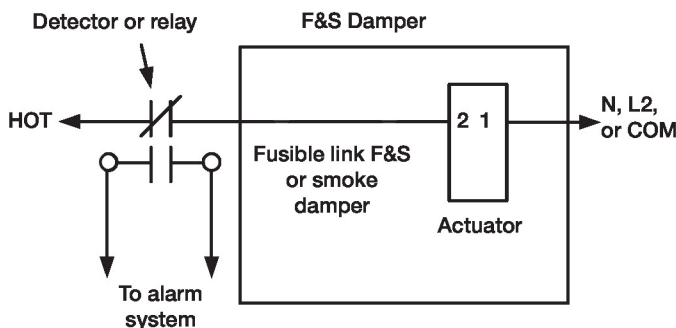 Detector or relay
F&S Damper
HOT
2 1
N, L2,
or COM
Fusible link F&S
or smoke
damper
Actuator
To alarm
system